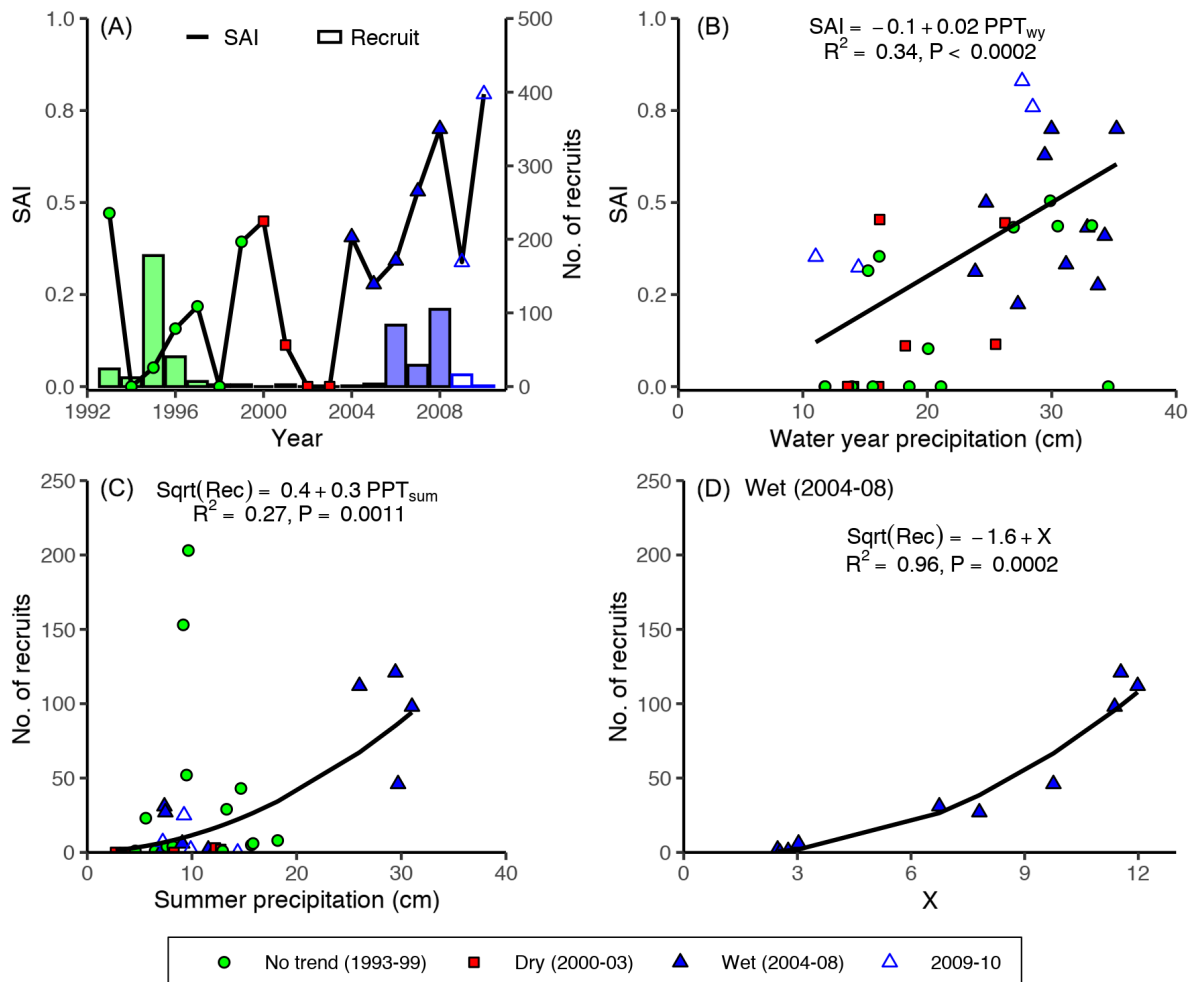 (A)
SAI
Recruit
1.0
0.8
0.5
0.2
0.0
SAI
500
400
300
200
100
0
No. of recruits
1992 1996 2000 2004 2008
Year
(B)
SAI = −0.1 + 0.02 PPTwy
R² = 0.34, P < 0.0002
1.0
0.8
0.5
0.2
0.0
SAI
0 10 20 30 40
Water year precipitation (cm)
(C)
Sqrt(Rec) = 0.4 + 0.3 PPTsum
R² = 0.27, P = 0.0011
250
200
150
100
50
0
No. of recruits
0 10 20 30 40
Summer precipitation (cm)
(D) Wet (2004-08)
Sqrt(Rec) = −1.6 + X
R² = 0.96, P = 0.0002
250
200
150
100
50
0
No. of recruits
0 3 6 9 12
X
No trend (1993-99) Dry (2000-03) Wet (2004-08) 2009-10